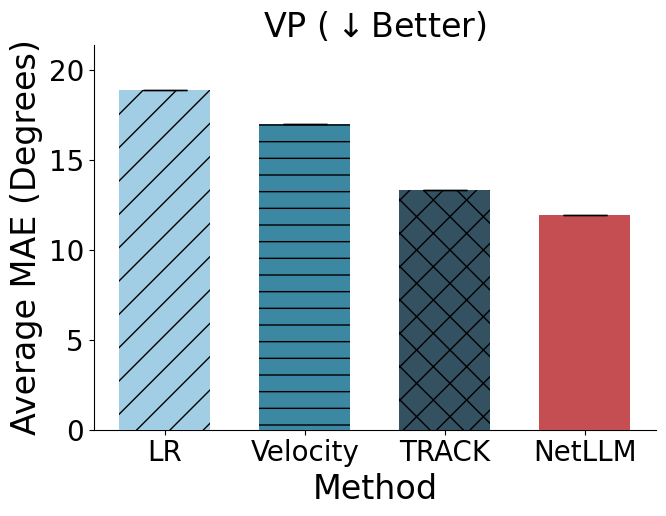 VP ( ↓ Better)
Average MAE (Degrees)
20
15
10
5
0
LR Velocity TRACK NetLLM
Method